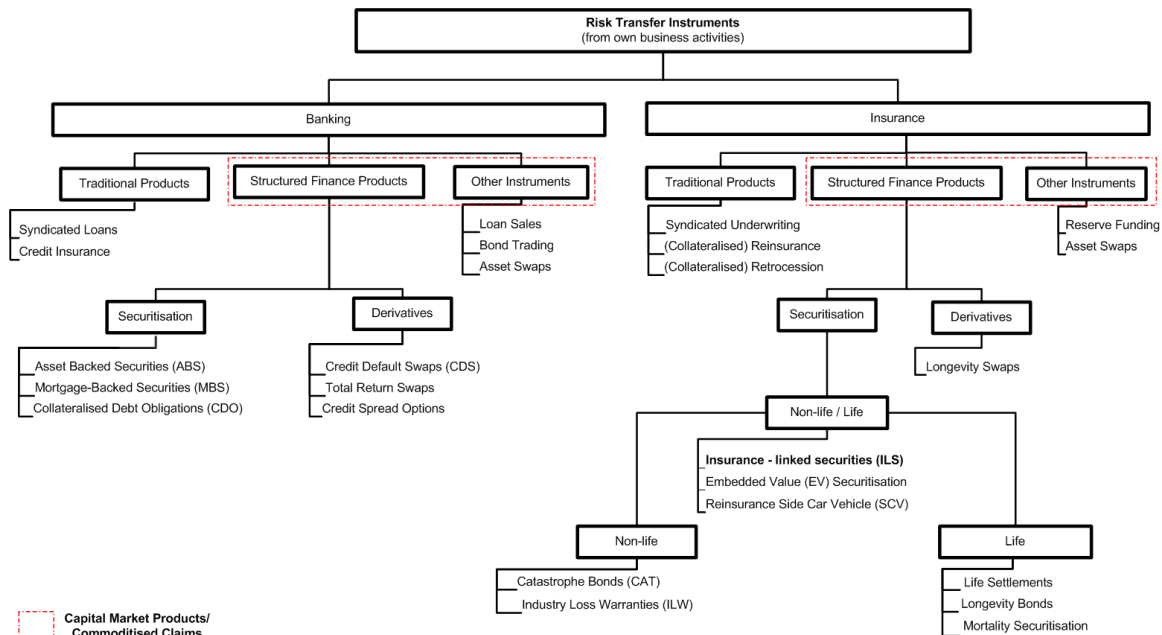 Risk Transfer Instruments
(from own business activities)
Banking
Insurance
Traditional Products
Structured Finance Products
Other Instruments
Traditional Products
Structured Finance Products
Other Instruments
Syndicated Loans
Credit Insurance
Loan Sales
Bond Trading
Asset Swaps
Syndicated Underwriting
(Collateralised) Reinsurance
(Collateralised) Retrocession
Reserve Funding
Asset Swaps
Securitisation
Derivatives
Securitisation
Derivatives
Asset Backed Securities (ABS)
Mortgage-Backed Securities (MBS)
Collateralised Debt Obligations (CDO)
Credit Default Swaps (CDS)
Total Return Swaps
Credit Spread Options
Longevity Swaps
Non-life / Life
Insurance - linked securities (ILS)
Embedded Value (EV) Securitisation
Reinsurance Side Car Vehicle (SCV)
Non-life
Life
Catastrophe Bonds (CAT)
Industry Loss Warranties (ILW)
Life Settlements
Longevity Bonds
Mortality Securitisation
Capital Market Products/
Commoditised Claims